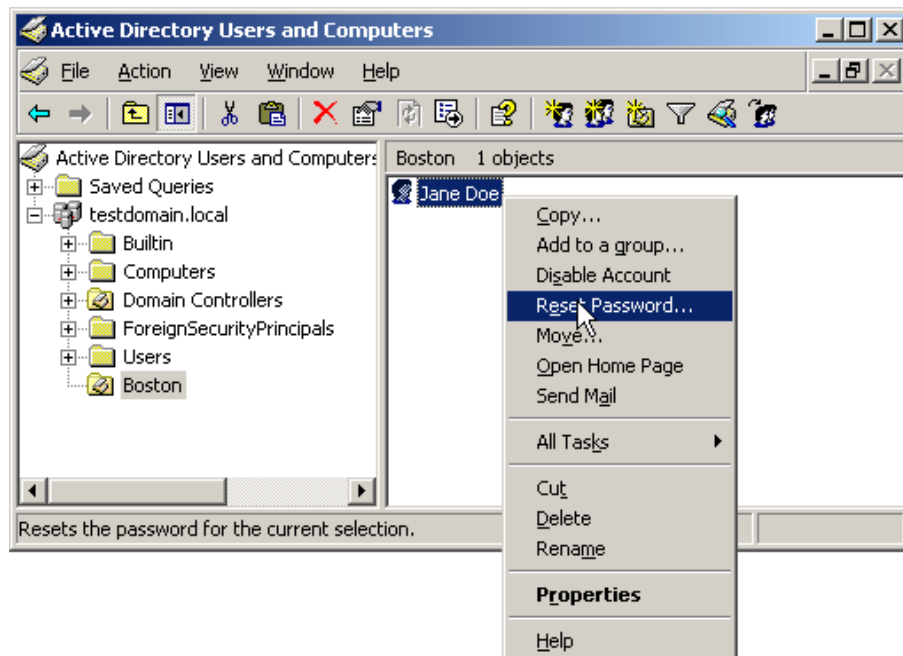 Active Directory Users and Computers
File Action View Window Help
Active Directory Users and Computers
Saved Queries
testdomain.local
Builtin
Computers
Domain Controllers
ForeignSecurityPrincipals
Users
Boston
Boston 1 objects
Jane Doe
Copy...
Add to a group...
Disable Account
Reset Password...
Move...
Open Home Page
Send Mail
All Tasks
Cut
Delete
Rename
Properties
Help
Resets the password for the current selection.